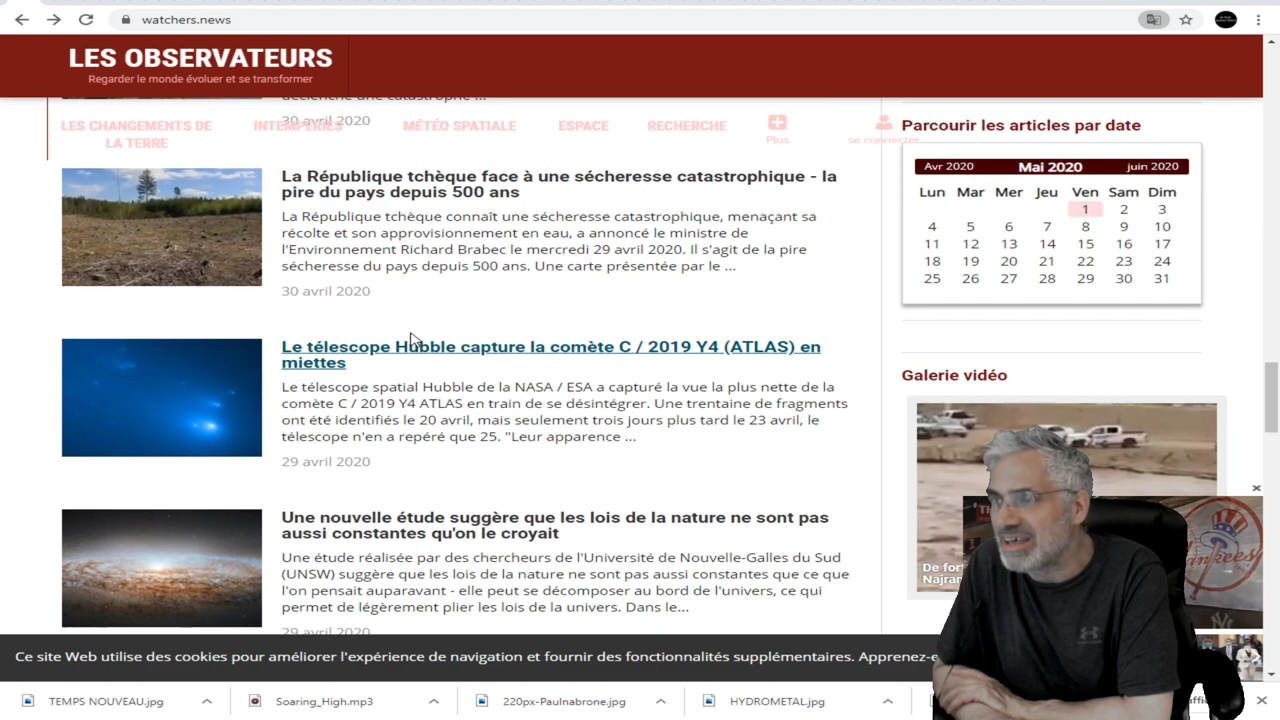 watchers.news
LES OBSERVATEURS
Regarder le monde évoluer et se transformer
30 avril 2020
LES CHANGEMENTS DE LA TERRE
INTEMPÉRIES
MÉTÉO SPATIALE
ESPACE
RECHERCHE
Plus
se connecter
La République tchèque face à une sécheresse catastrophique - la
pire du pays depuis 500 ans
La République tchèque connaît une sécheresse catastrophique, menaçant sa
récolte et son approvisionnement en eau, a annoncé le ministre de
l'Environnement Richard Brabec le mercredi 29 avril 2020. Il s'agit de la pire
sécheresse du pays depuis 500 ans. Une carte présentée par le ...
30 avril 2020
Le télescope Hubble capture la comète C / 2019 Y4 (ATLAS) en
miettes
Le télescope spatial Hubble de la NASA / ESA a capturé la vue la plus nette de la
comète C / 2019 Y4 ATLAS en train de se désintégrer. Une trentaine de fragments
ont été identifiés le 20 avril, mais seulement trois jours plus tard le 23 avril, le
télescope n'en a repéré que 25. "Leur apparence ...
29 avril 2020
Une nouvelle étude suggère que les lois de la nature ne sont pas
aussi constantes qu'on le croyait
Une étude réalisée par des chercheurs de l'Université de Nouvelle-Galles du Sud
(UNSW) suggère que les lois de la nature ne sont pas aussi constantes que ce que
l'on pensait auparavant - elle peut se décomposer au bord de l'univers, ce qui
permet de légèrement plier les lois de la univers. Dans le...
29 avril 2020
Parcourir les articles par date
Avr 2020 Mai 2020 juin 2020
Lun Mar Mer Jeu Ven Sam Dim
1 2 3
4 5 6 7 8 9 10
11 12 13 14 15 16 17
18 19 20 21 22 23 24
25 26 27 28 29 30 31
Galerie vidéo
De
Najran
Yankees
NY
Ce site Web utilise des cookies pour améliorer l'expérience de navigation et fournir des fonctionnalités supplémentaires.
TEMPS NOUVEAU.jpg
Soaring_High.mp3
220px-Paulnabrone.jpg
HYDROMETAL.jpg